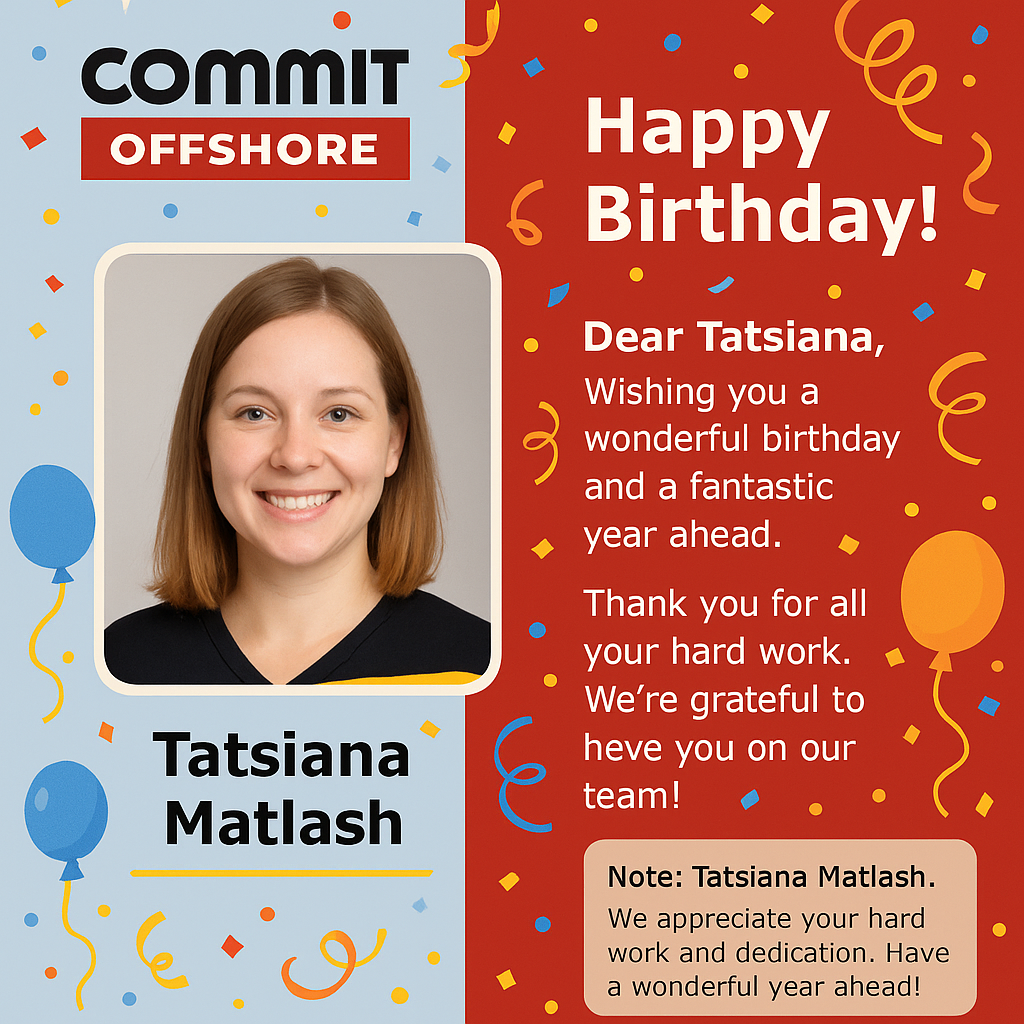 COMMIT
OFFSHORE
Tatsiana
Matlash
Happy
Birthday!
Dear Tatsiana,
Wishing you a
wonderful birthday
and a fantastic
year ahead.
Thank you for all
your hard work.
We’re grateful to
heve you on our
team!
Note: Tatsiana Matlash.
We appreciate your hard
work and dedication. Have
a wonderful year ahead!